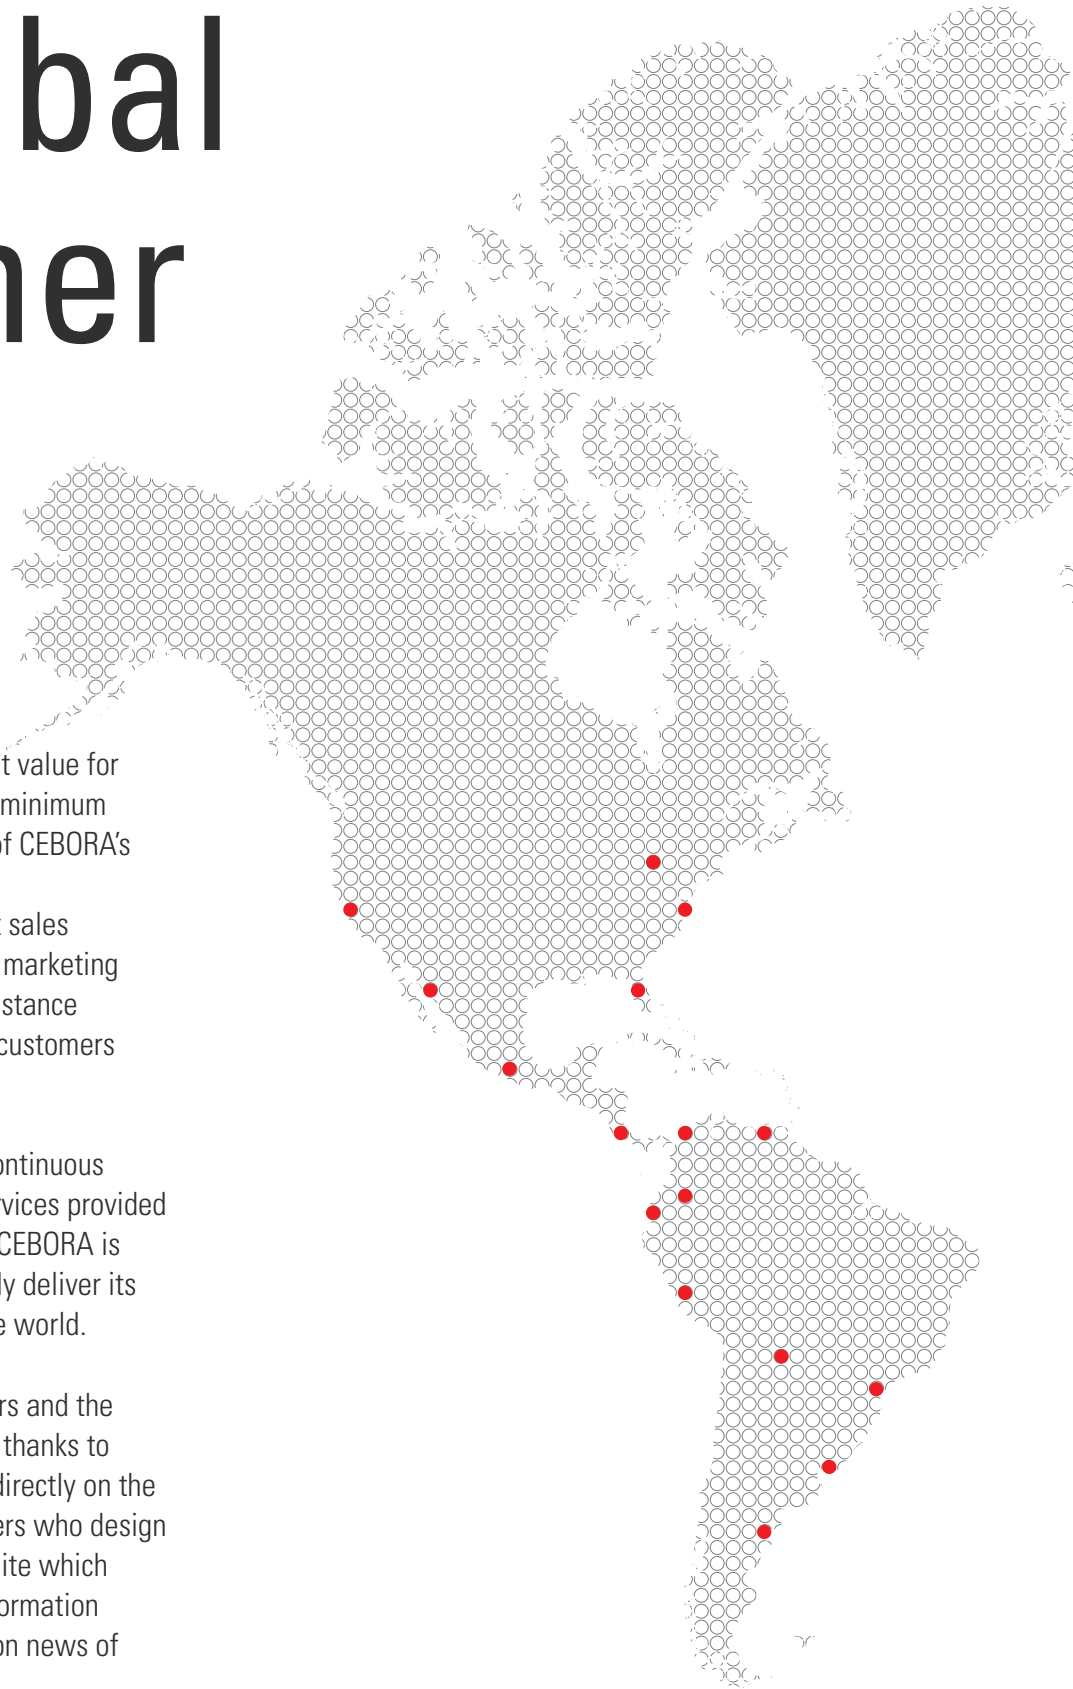 bal
ner
t value for
minimum
of CEBORA’s
sales
marketing
stance
customers
ontinuous
rvices provided
CEBORA is
ly deliver its
e world.
rs and the
thanks to
directly on the
ers who design
ite which
ormation
on news of